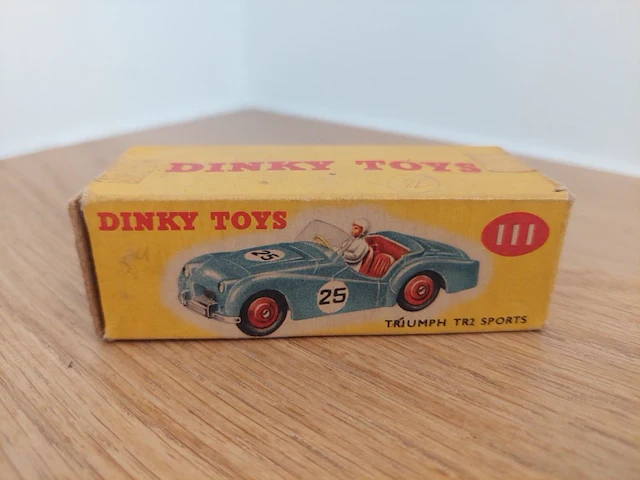 DINKY TOYS
DINKY TOYS
111
25
25
TRIUMPH TR2 SPORTS